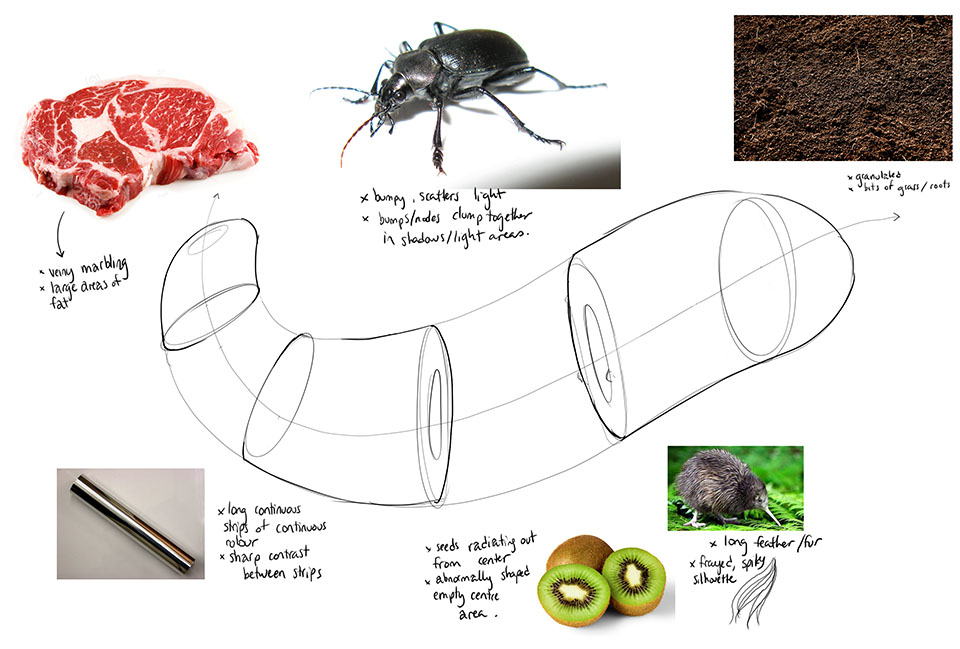 x bumpy, scatters light
x bumps/nodes clump together
in shadows/light areas.
x granulated
x bits of grass/roots
x veiny marbling
x large areas of
fat
x long continuous
strips of continuous
colour
x sharp contrast
between strips
x seeds radiating out
from center
x abnormally shaped
empty centre
area.
x long feather/fur
x frayed, spiky
silhouette